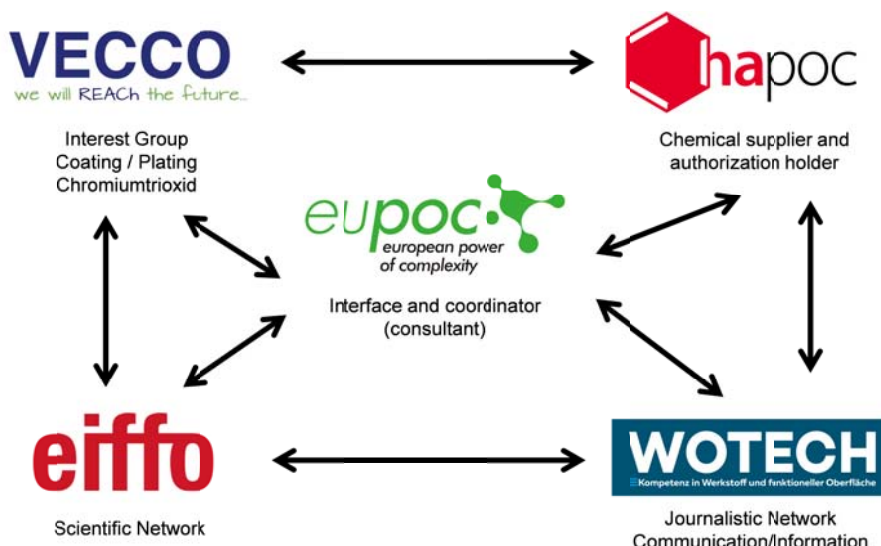 VECCO
we will REACh the future...
Interest Group
Coating / Plating
Chromiumtrioxid
hapoc
Chemical supplier and
authorization holder
eupoc
european power
of complexity
Interface and coordinator
(consultant)
eiffo
Scientific Network
WOTECH
Kompetenz in Werkstoff und funktioneller Oberfläche
Journalistic Network
Communication/Information